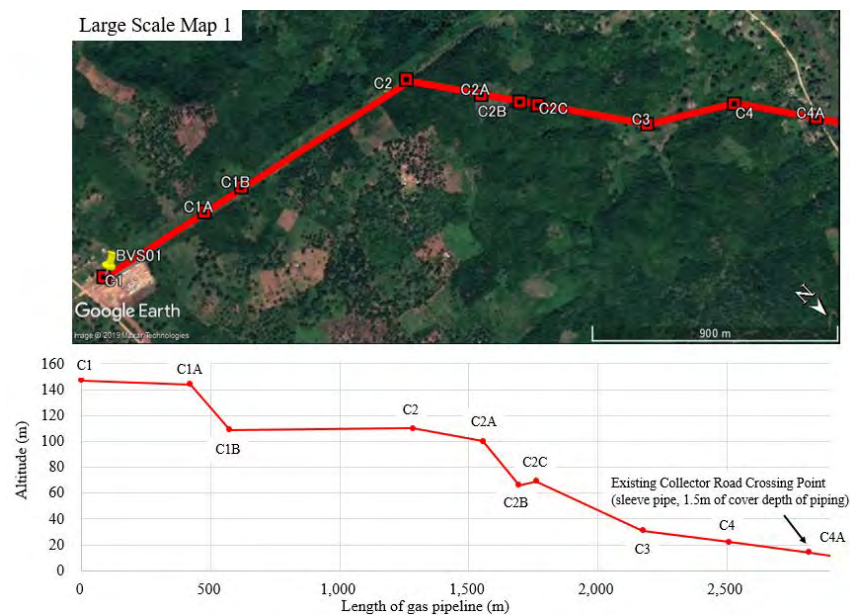 Large Scale Map 1
C2
C2A
C2B
C2C
C3
C4
C4A
C1B
C1A
BVS01
C1
N
Google Earth
Image © 2019 Maxar Technologies
900 m
160
140
120
100
80
60
40
20
0
Altitude (m)
C1
C1A
C1B
C2
C2A
C2B
C2C
C3
C4
Existing Collector Road Crossing Point
(sleeve pipe, 1.5m of cover depth of piping)
C4A
0
500
1,000
1,500
2,000
2,500
Length of gas pipeline (m)